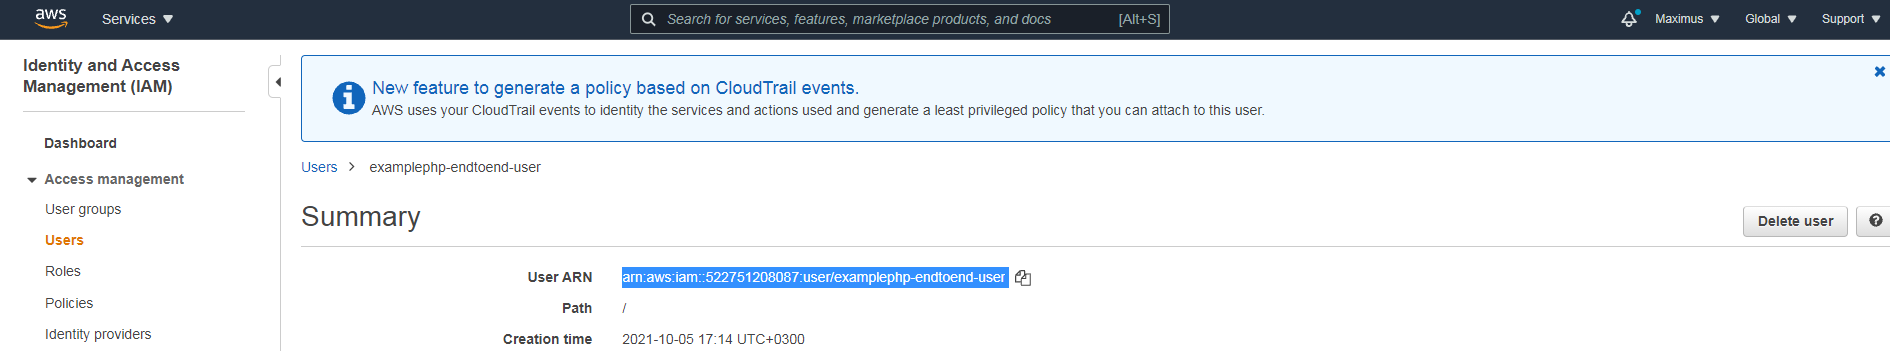 aws Services Search for services, features, marketplace products, and docs [Alt+S] Maximus Global Support
Identity and Access
Management (IAM)
Dashboard
Access management
User groups
Users
Roles
Policies
Identity providers
New feature to generate a policy based on CloudTrail events.
AWS uses your CloudTrail events to identify the services and actions used and generate a least privileged policy that you can attach to this user.
Users > examplephp-endtoend-user
Summary
Delete user
User ARN arn:aws:iam::522751208087:user/examplephp-endtoend-user
Path /
Creation time 2021-10-05 17:14 UTC+0300